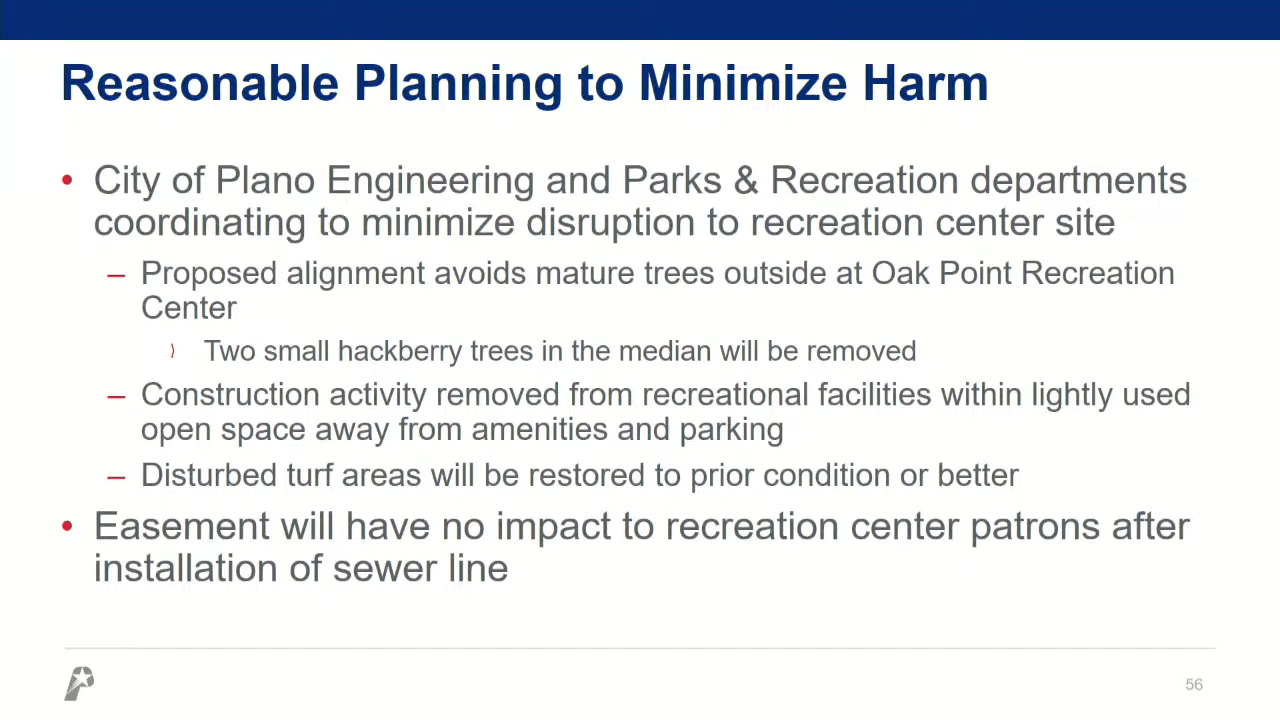 Reasonable Planning to Minimize Harm
• City of Plano Engineering and Parks & Recreation departments
coordinating to minimize disruption to recreation center site
– Proposed alignment avoids mature trees outside at Oak Point Recreation
Center
⟩ Two small hackberry trees in the median will be removed
– Construction activity removed from recreational facilities within lightly used
open space away from amenities and parking
– Disturbed turf areas will be restored to prior condition or better
• Easement will have no impact to recreation center patrons after
installation of sewer line
56